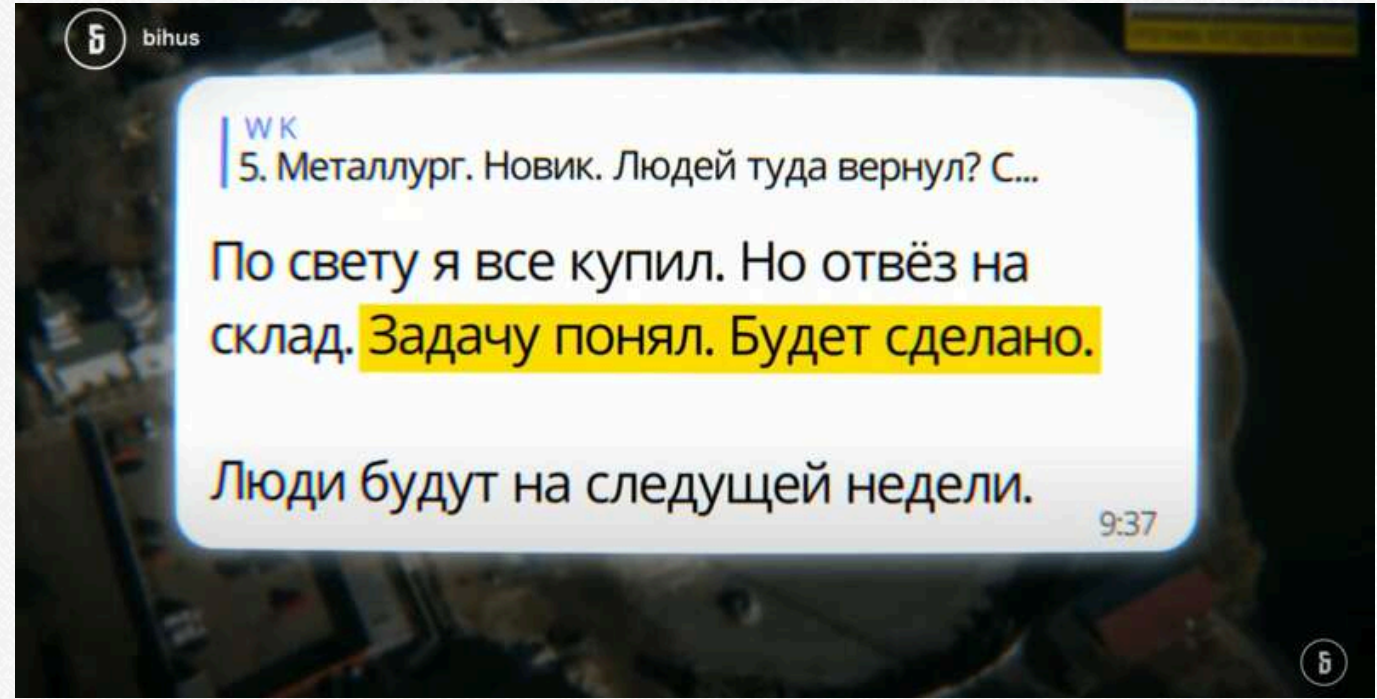 bihus
W K
5. Металлург. Новик. Людей туда вернул? С...
По свету я все купил. Но отвёз на
склад. Задачу понял. Будет сделано.
Люди будут на следущей недели.
9:37